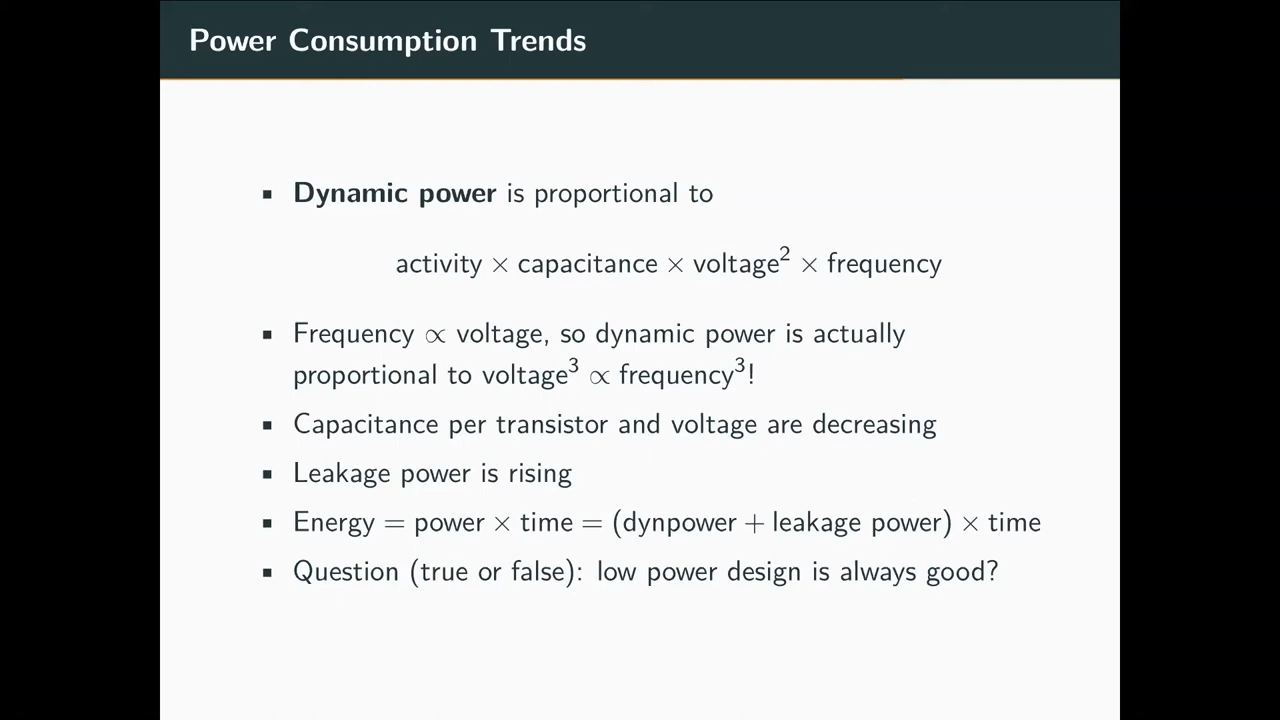 Power Consumption Trends
▪ Dynamic power is proportional to
activity × capacitance × voltage² × frequency
▪ Frequency ∝ voltage, so dynamic power is actually
proportional to voltage³ ∝ frequency³!
▪ Capacitance per transistor and voltage are decreasing
▪ Leakage power is rising
▪ Energy = power × time = (dynpower + leakage power) × time
▪ Question (true or false): low power design is always good?